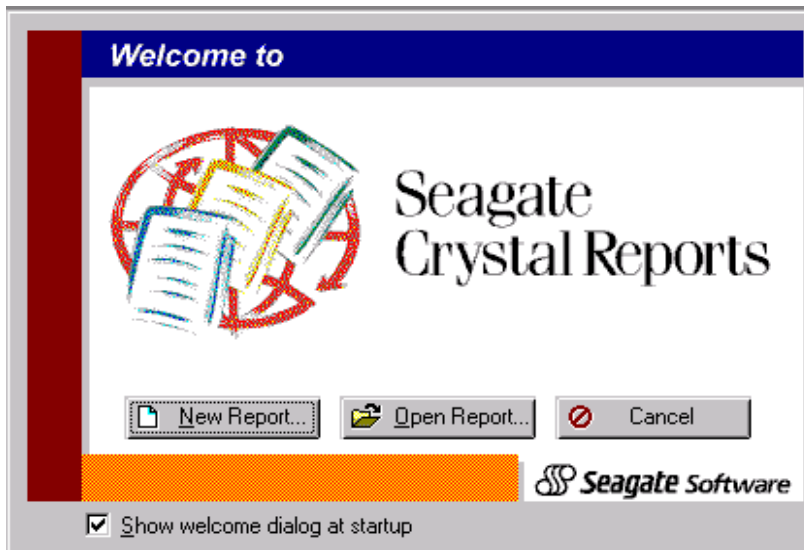 Welcome to
Seagate
Crystal Reports
New Report...
Open Report...
Cancel
Seagate Software
Show welcome dialog at startup